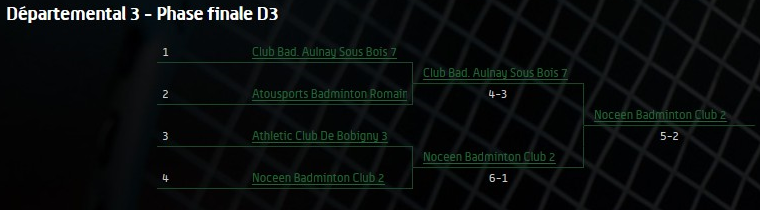 Départemental 3 - Phase finale D3
1 Club Bad. Aulnay Sous Bois 7
Club Bad. Aulnay Sous Bois 7
2 Atousports Badminton Romain
4-3
Noceen Badminton Club 2
3 Athletic Club De Bobigny 3
5-2
Noceen Badminton Club 2
4 Noceen Badminton Club 2
6-1